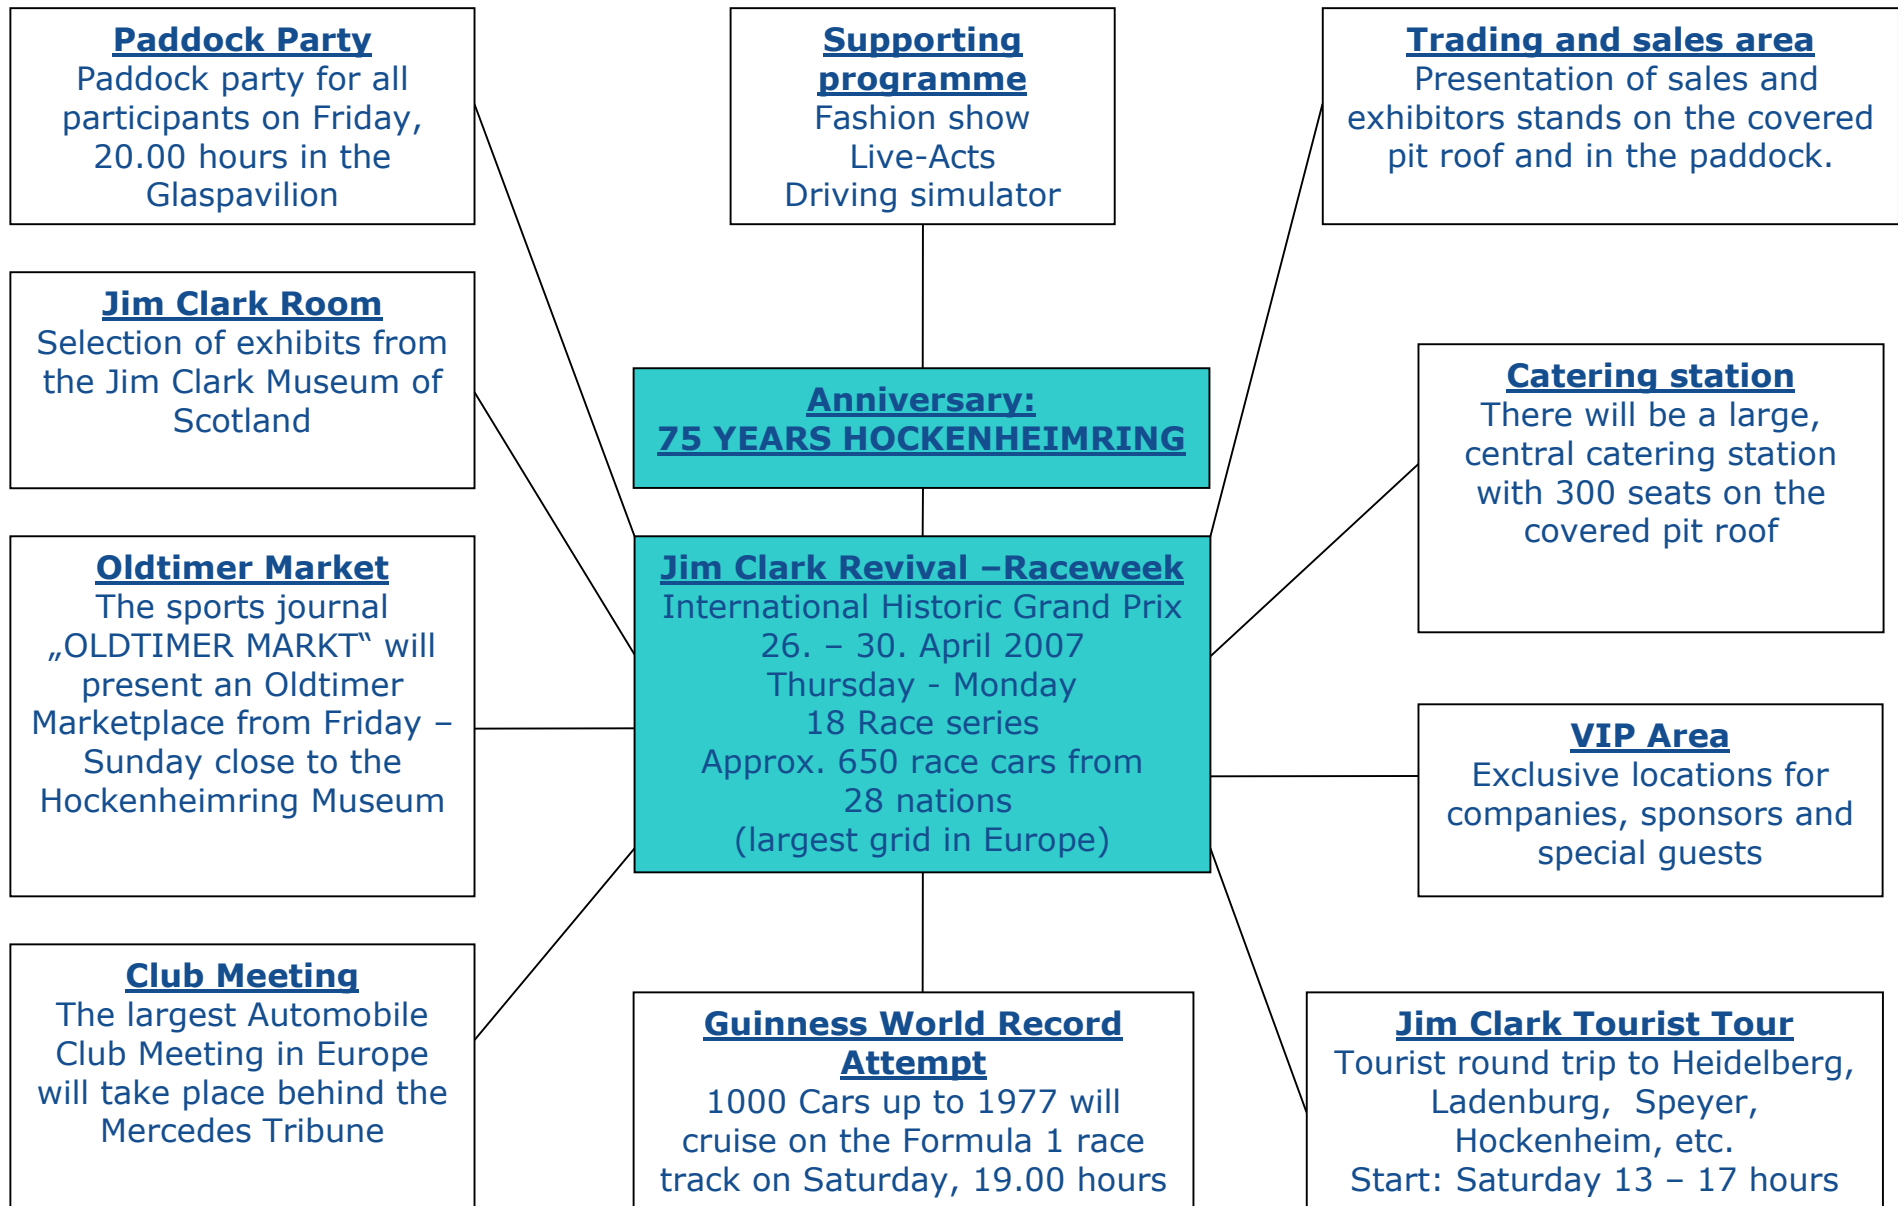 Paddock Party
Paddock party for all
participants on Friday,
20.00 hours in the
Glaspavilion
Supporting
programme
Fashion show
Live-Acts
Driving simulator
Trading and sales area
Presentation of sales and
exhibitors stands on the covered
pit roof and in the paddock.
Jim Clark Room
Selection of exhibits from
the Jim Clark Museum of
Scotland
Anniversary:
75 YEARS HOCKENHEIMRING
Catering station
There will be a large,
central catering station
with 300 seats on the
covered pit roof
Oldtimer Market
The sports journal
„OLDTIMER MARKT“ will
present an Oldtimer
Marketplace from Friday –
Sunday close to the
Hockenheimring Museum
Jim Clark Revival –Raceweek
International Historic Grand Prix
26. – 30. April 2007
Thursday - Monday
18 Race series
Approx. 650 race cars from
28 nations
(largest grid in Europe)
VIP Area
Exclusive locations for
companies, sponsors and
special guests
Club Meeting
The largest Automobile
Club Meeting in Europe
will take place behind the
Mercedes Tribune
Guinness World Record
Attempt
1000 Cars up to 1977 will
cruise on the Formula 1 race
track on Saturday, 19.00 hours
Jim Clark Tourist Tour
Tourist round trip to Heidelberg,
Ladenburg, Speyer,
Hockenheim, etc.
Start: Saturday 13 – 17 hours